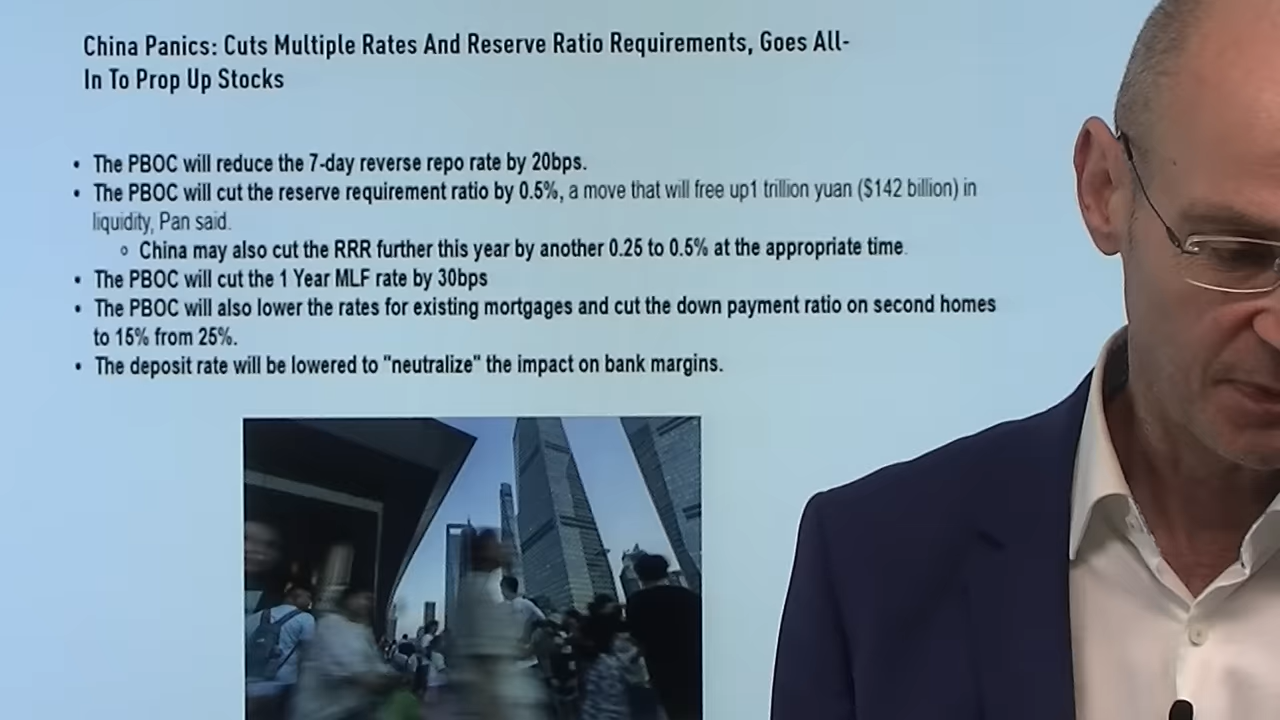 China Panics: Cuts Multiple Rates And Reserve Ratio Requirements, Goes All-
In To Prop Up Stocks
• The PBOC will reduce the 7-day reverse repo rate by 20bps.
• The PBOC will cut the reserve requirement ratio by 0.5%, a move that will free up1 trillion yuan ($142 billion) in
liquidity, Pan said.
○ China may also cut the RRR further this year by another 0.25 to 0.5% at the appropriate time.
• The PBOC will cut the 1 Year MLF rate by 30bps
• The PBOC will also lower the rates for existing mortgages and cut the down payment ratio on second homes
to 15% from 25%.
• The deposit rate will be lowered to "neutralize" the impact on bank margins.